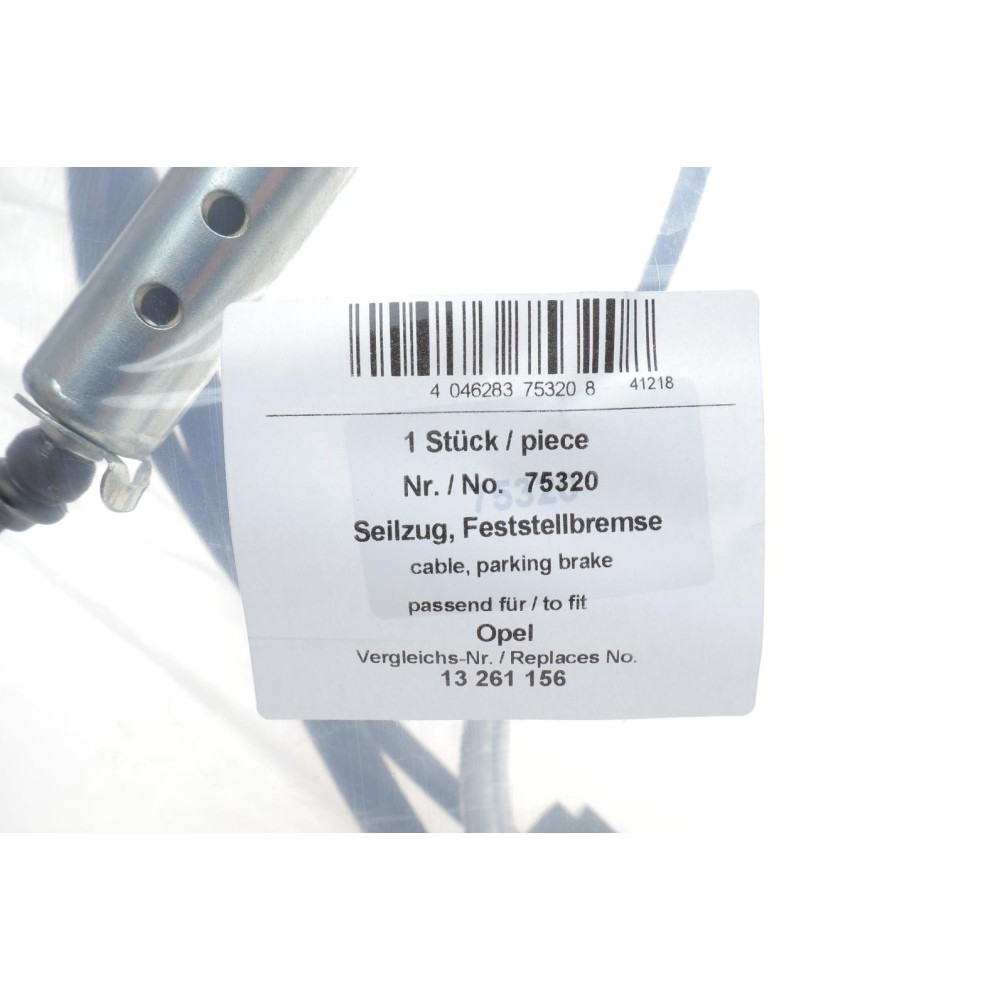 4 046283 75320 8 41218
1 Stück / piece
Nr. / No. 75320
Seilzug, Feststellbremse
cable, parking brake
passend für / to fit
Opel
Vergleichs-Nr. / Replaces No.
13 261 156